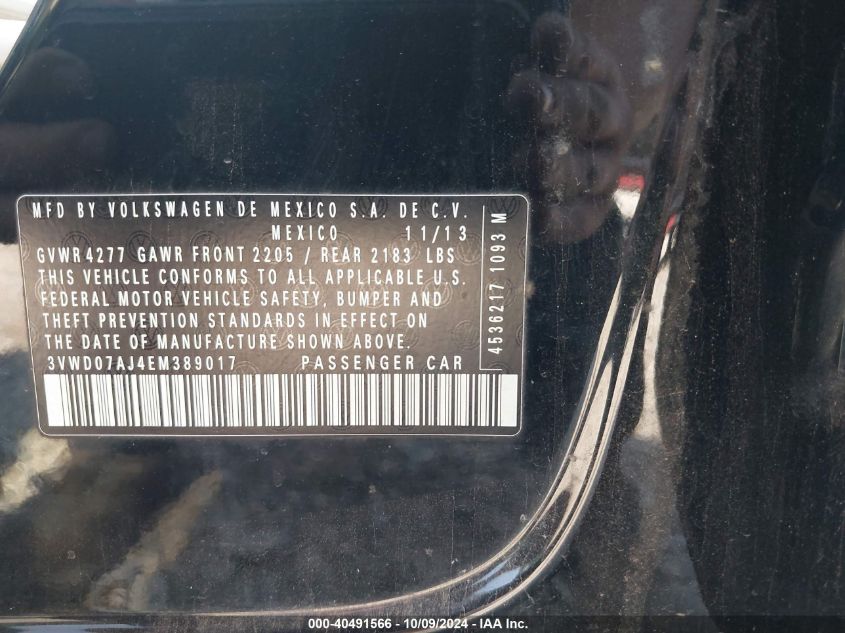 MFD BY VOLKSWAGEN DE MEXICO S.A. DE C.V.
MEXICO 11/13
GVWR 4277 GAWR FRONT 2205 / REAR 2183 LBS
THIS VEHICLE CONFORMS TO ALL APPLICABLE U.S.
FEDERAL MOTOR VEHICLE SAFETY, BUMPER AND
THEFT PREVENTION STANDARDS IN EFFECT ON
THE DATE OF MANUFACTURE SHOWN ABOVE.
3VWD07AJ4EM389017 PASSENGER CAR
4536217 1093 M
000-40491566 - 10/09/2024 - IAA Inc.